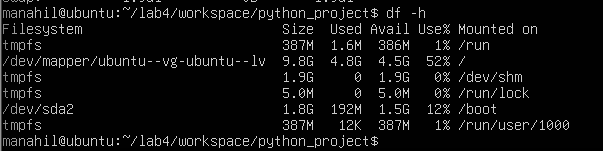 manahil@ubuntu:~/lab4/workspace/python_project$ df -h
Filesystem                         Size  Used Avail Use% Mounted on
tmpfs                              387M  1.6M  386M   1% /run
/dev/mapper/ubuntu--vg-ubuntu--lv  9.8G  4.8G  4.5G  52% /
tmpfs                              1.9G     0  1.9G   0% /dev/shm
tmpfs                              5.0M     0  5.0M   0% /run/lock
/dev/sda2                          1.8G  192M  1.5G  12% /boot
tmpfs                              387M   12K  387M   1% /run/user/1000
manahil@ubuntu:~/lab4/workspace/python_project$